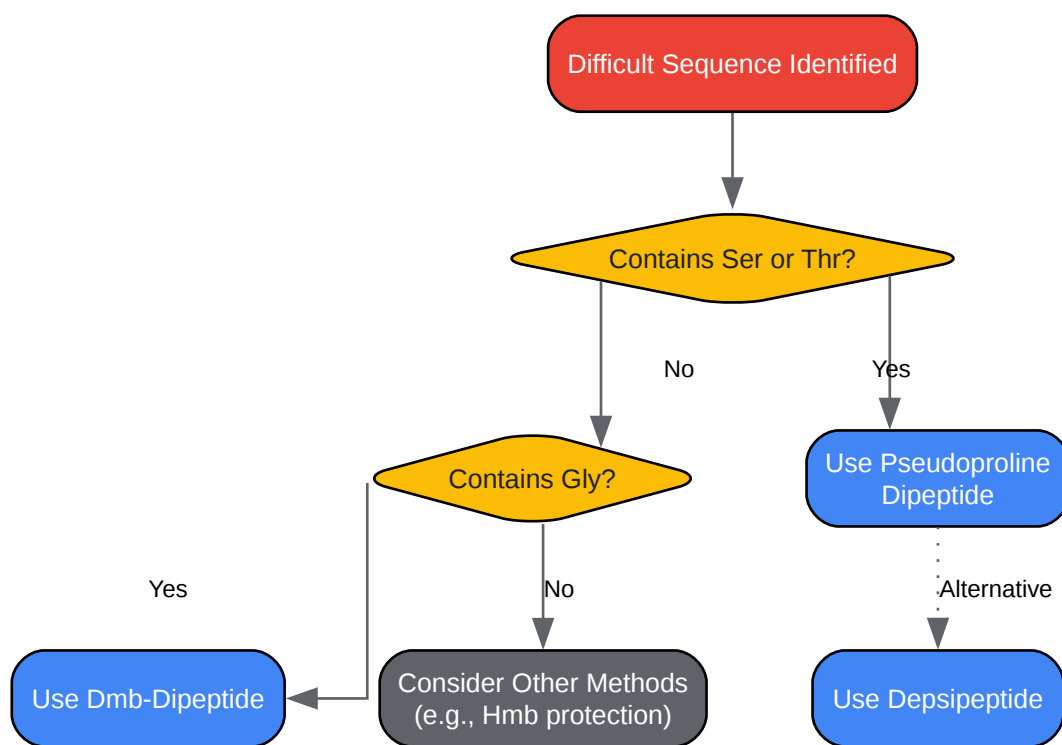 Difficult Sequence Identified
Contains Ser or Thr?
No
Yes
Contains Gly?
Use Pseudoproline
Dipeptide
Yes
No
Alternative
Use Dmb-Dipeptide
Consider Other Methods
(e.g., Hmb protection)
Use Depsipeptide